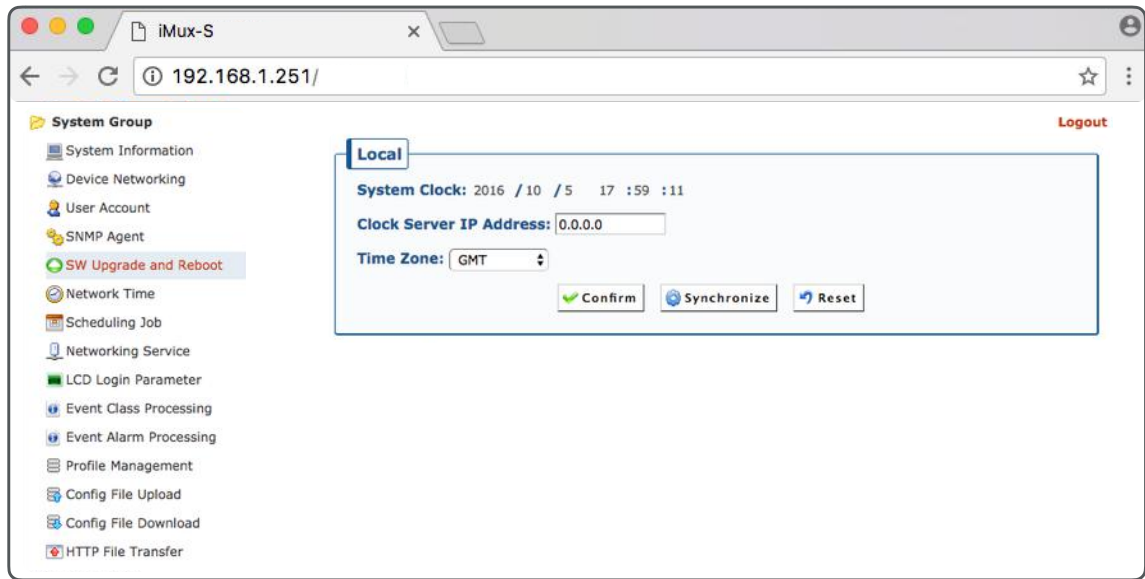 iMux-S
192.168.1.251/
System Group
Logout
System Information
Device Networking
User Account
SNMP Agent
SW Upgrade and Reboot
Network Time
Scheduling Job
Networking Service
LCD Login Parameter
Event Class Processing
Event Alarm Processing
Profile Management
Config File Upload
Config File Download
HTTP File Transfer
Local
System Clock: 2016 / 10 / 5 17 : 59 : 11
Clock Server IP Address: 0.0.0.0
Time Zone: GMT
Confirm Synchronize Reset